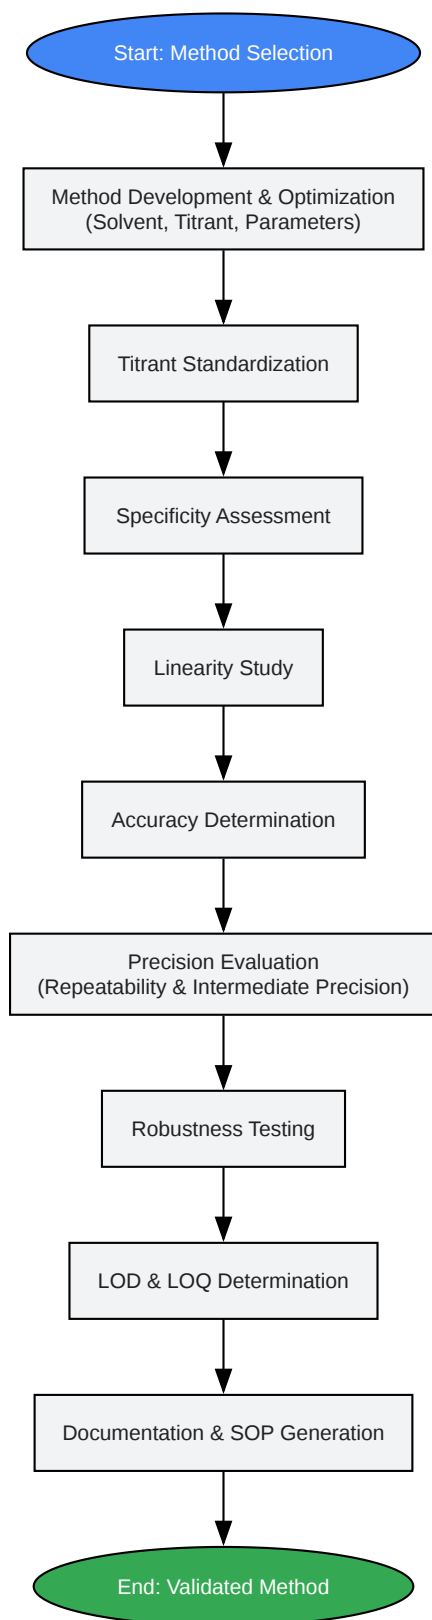 Start: Method Selection
Method Development & Optimization
(Solvent, Titrant, Parameters)
Titrant Standardization
Specificity Assessment
Linearity Study
Accuracy Determination
Precision Evaluation
(Repeatability & Intermediate Precision)
Robustness Testing
LOD & LOQ Determination
Documentation & SOP Generation
End: Validated Method